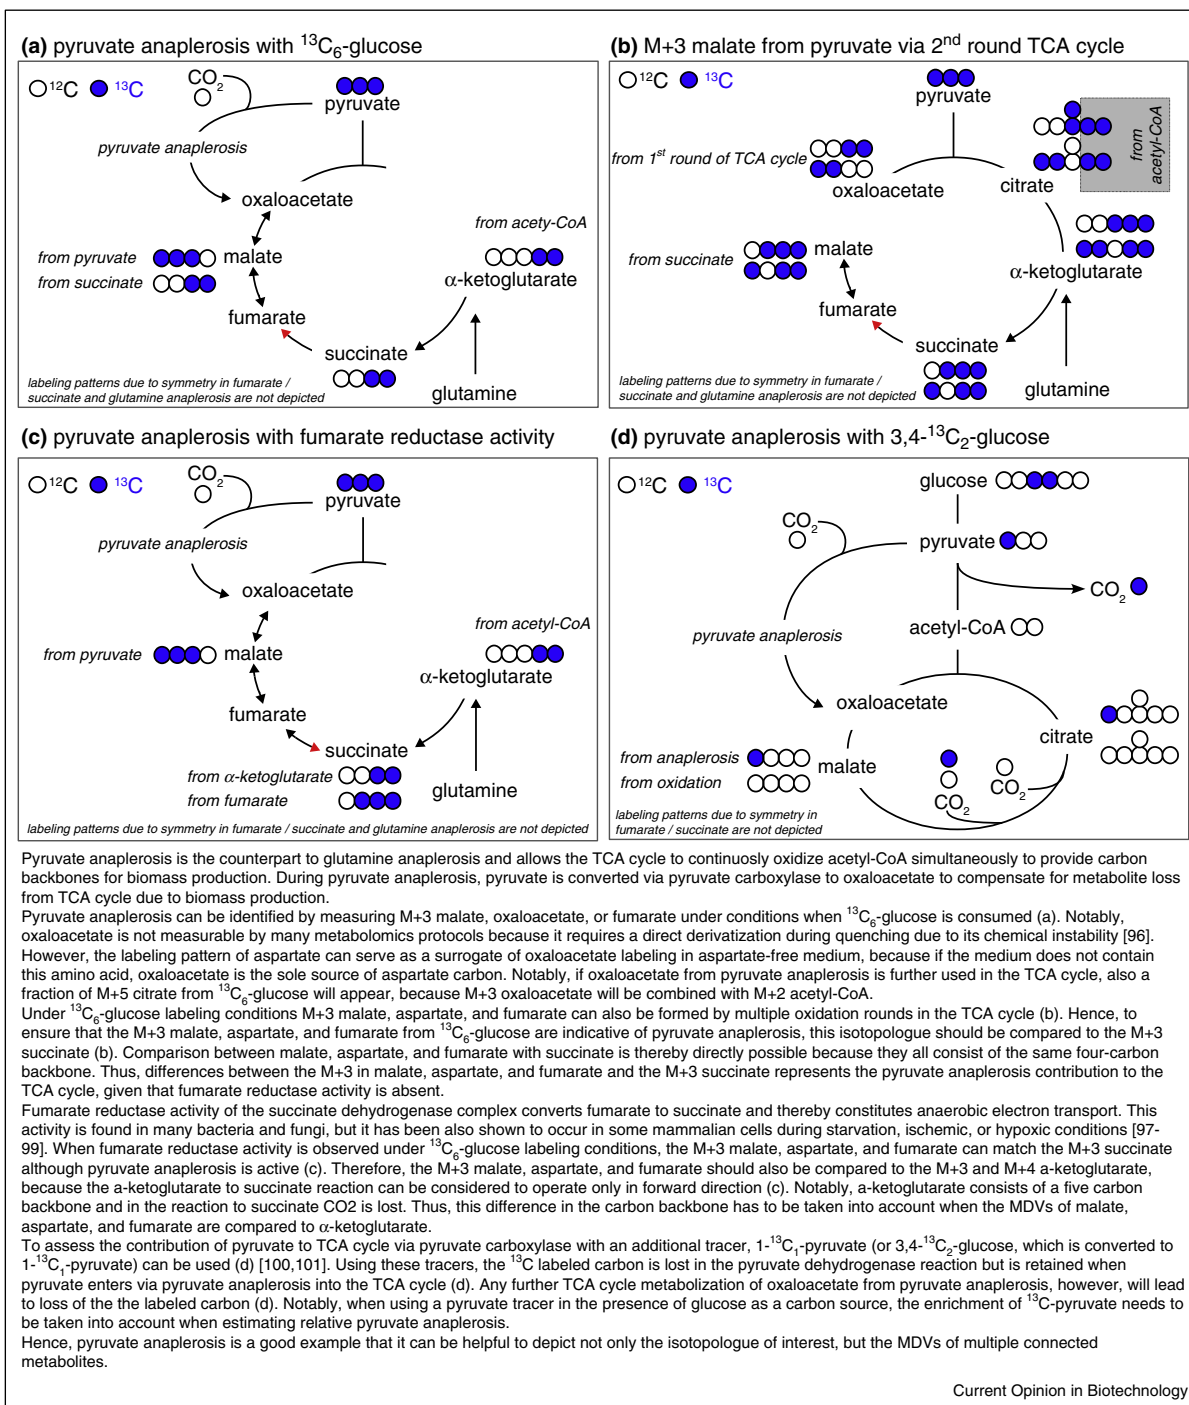 (a) pyruvate anaplerosis with ¹³C₆-glucose
¹²C ¹³C
CO₂
pyruvate
pyruvate anaplerosis
oxaloacetate
from acety-CoA
from pyruvate
malate
from succinate
α-ketoglutarate
fumarate
succinate
glutamine
labeling patterns due to symmetry in fumarate /
succinate and glutamine anaplerosis are not depicted
(b) M+3 malate from pyruvate via 2ⁿᵈ round TCA cycle
¹²C ¹³C
pyruvate
from acetyl-CoA
from 1ˢᵗ round of TCA cycle
oxaloacetate
citrate
malate
from succinate
α-ketoglutarate
fumarate
succinate
glutamine
labeling patterns due to symmetry in fumarate /
succinate and glutamine anaplerosis are not depicted
(c) pyruvate anaplerosis with fumarate reductase activity
¹²C ¹³C
CO₂
pyruvate
pyruvate anaplerosis
oxaloacetate
from acetyl-CoA
from pyruvate
malate
α-ketoglutarate
fumarate
succinate
from α-ketoglutarate
from fumarate
glutamine
labeling patterns due to symmetry in fumarate / succinate and glutamine anaplerosis are not depicted
(d) pyruvate anaplerosis with 3,4-¹³C₂-glucose
¹²C ¹³C
glucose
CO₂
pyruvate
CO₂
acetyl-CoA
pyruvate anaplerosis
oxaloacetate
citrate
from anaplerosis
malate
from oxidation
CO₂
CO₂
labeling patterns due to symmetry in
fumarate / succinate are not depicted
Pyruvate anaplerosis is the counterpart to glutamine anaplerosis and allows the TCA cycle to continuosly oxidize acetyl-CoA simultaneously to provide carbon
backbones for biomass production. During pyruvate anaplerosis, pyruvate is converted via pyruvate carboxylase to oxaloacetate to compensate for metabolite loss
from TCA cycle due to biomass production.
Pyruvate anaplerosis can be identified by measuring M+3 malate, oxaloacetate, or fumarate under conditions when ¹³C₆-glucose is consumed (a). Notably,
oxaloacetate is not measurable by many metabolomics protocols because it requires a direct derivatization during quenching due to its chemical instability [96].
However, the labeling pattern of aspartate can serve as a surrogate of oxaloacetate labeling in aspartate-free medium, because if the medium does not contain
this amino acid, oxaloacetate is the sole source of aspartate carbon. Notably, if oxaloacetate from pyruvate anaplerosis is further used in the TCA cycle, also a
fraction of M+5 citrate from ¹³C₆-glucose will appear, because M+3 oxaloacetate will be combined with M+2 acetyl-CoA.
Under ¹³C₆-glucose labeling conditions M+3 malate, aspartate, and fumarate can also be formed by multiple oxidation rounds in the TCA cycle (b). Hence, to
ensure that the M+3 malate, aspartate, and fumarate from ¹³C₆-glucose are indicative of pyruvate anaplerosis, this isotopologue should be compared to the M+3
succinate (b). Comparison between malate, aspartate, and fumarate with succinate is thereby directly possible because they all consist of the same four-carbon
backbone. Thus, differences between the M+3 in malate, aspartate, and fumarate and the M+3 succinate represents the pyruvate anaplerosis contribution to the
TCA cycle, given that fumarate reductase activity is absent.
Fumarate reductase activity of the succinate dehydrogenase complex converts fumarate to succinate and thereby constitutes anaerobic electron transport. This
activity is found in many bacteria and fungi, but it has been also shown to occur in some mammalian cells during starvation, ischemic, or hypoxic conditions [97-
99]. When fumarate reductase activity is observed under ¹³C₆-glucose labeling conditions, the M+3 malate, aspartate, and fumarate can match the M+3 succinate
although pyruvate anaplerosis is active (c). Therefore, the M+3 malate, aspartate, and fumarate should also be compared to the M+3 and M+4 a-ketoglutarate,
because the a-ketoglutarate to succinate reaction can be considered to operate only in forward direction (c). Notably, a-ketoglutarate consists of a five carbon
backbone and in the reaction to succinate CO2 is lost. Thus, this difference in the carbon backbone has to be taken into account when the MDVs of malate,
aspartate, and fumarate are compared to α-ketoglutarate.
To assess the contribution of pyruvate to TCA cycle via pyruvate carboxylase with an additional tracer, 1-¹³C₁-pyruvate (or 3,4-¹³C₂-glucose, which is converted to
1-¹³C₁-pyruvate) can be used (d) [100,101]. Using these tracers, the ¹³C labeled carbon is lost in the pyruvate dehydrogenase reaction but is retained when
pyruvate enters via pyruvate anaplerosis into the TCA cycle (d). Any further TCA cycle metabolization of oxaloacetate from pyruvate anaplerosis, however, will lead
to loss of the the labeled carbon (d). Notably, when using a pyruvate tracer in the presence of glucose as a carbon source, the enrichment of ¹³C-pyruvate needs to
be taken into account when estimating relative pyruvate anaplerosis.
Hence, pyruvate anaplerosis is a good example that it can be helpful to depict not only the isotopologue of interest, but the MDVs of multiple connected
metabolites.
Current Opinion in Biotechnology